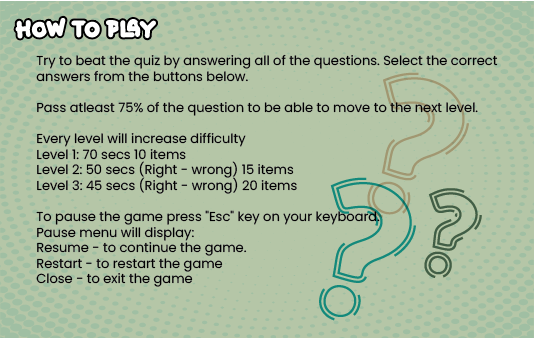 HOW TO PLAY
Try to beat the quiz by answering all of the questions. Select the correct
answers from the buttons below.
Pass atleast 75% of the question to be able to move to the next level.
Every level will increase difficulty
Level 1: 70 secs 10 items
Level 2: 50 secs (Right - wrong) 15 items
Level 3: 45 secs (Right - wrong) 20 items
To pause the game press "Esc" key on your keyboard.
Pause menu will display:
Resume - to continue the game.
Restart - to restart the game
Close - to exit the game